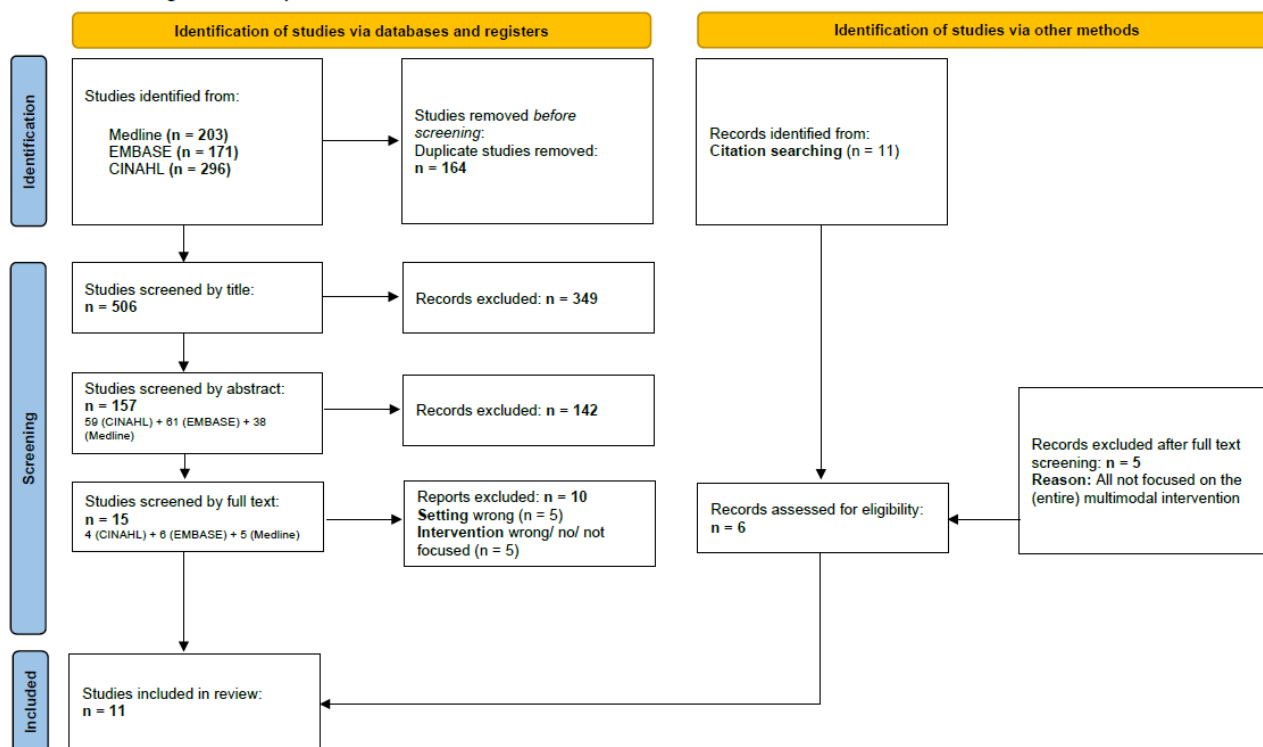 Identification of studies via databases and registers
Identification of studies via other methods
Identification
Studies identified from:
Medline (n = 203)
EMBASE (n = 171)
CINAHL (n = 296)
Studies removed before
screening:
Duplicate studies removed:
n = 164
Records identified from:
Citation searching (n = 11)
Screening
Studies screened by title:
n = 506
Records excluded: n = 349
Studies screened by abstract:
n = 157
59 (CINAHL) + 61 (EMBASE) + 38
(Medline)
Records excluded: n = 142
Studies screened by full text:
n = 15
4 (CINAHL) + 6 (EMBASE) + 5 (Medline)
Reports excluded: n = 10
Setting wrong (n = 5)
Intervention wrong/ no/ not
focused (n = 5)
Records assessed for eligibility:
n = 6
Records excluded after full text
screening: n = 5
Reason: All not focused on the
(entire) multimodal intervention
Included
Studies included in review:
n = 11